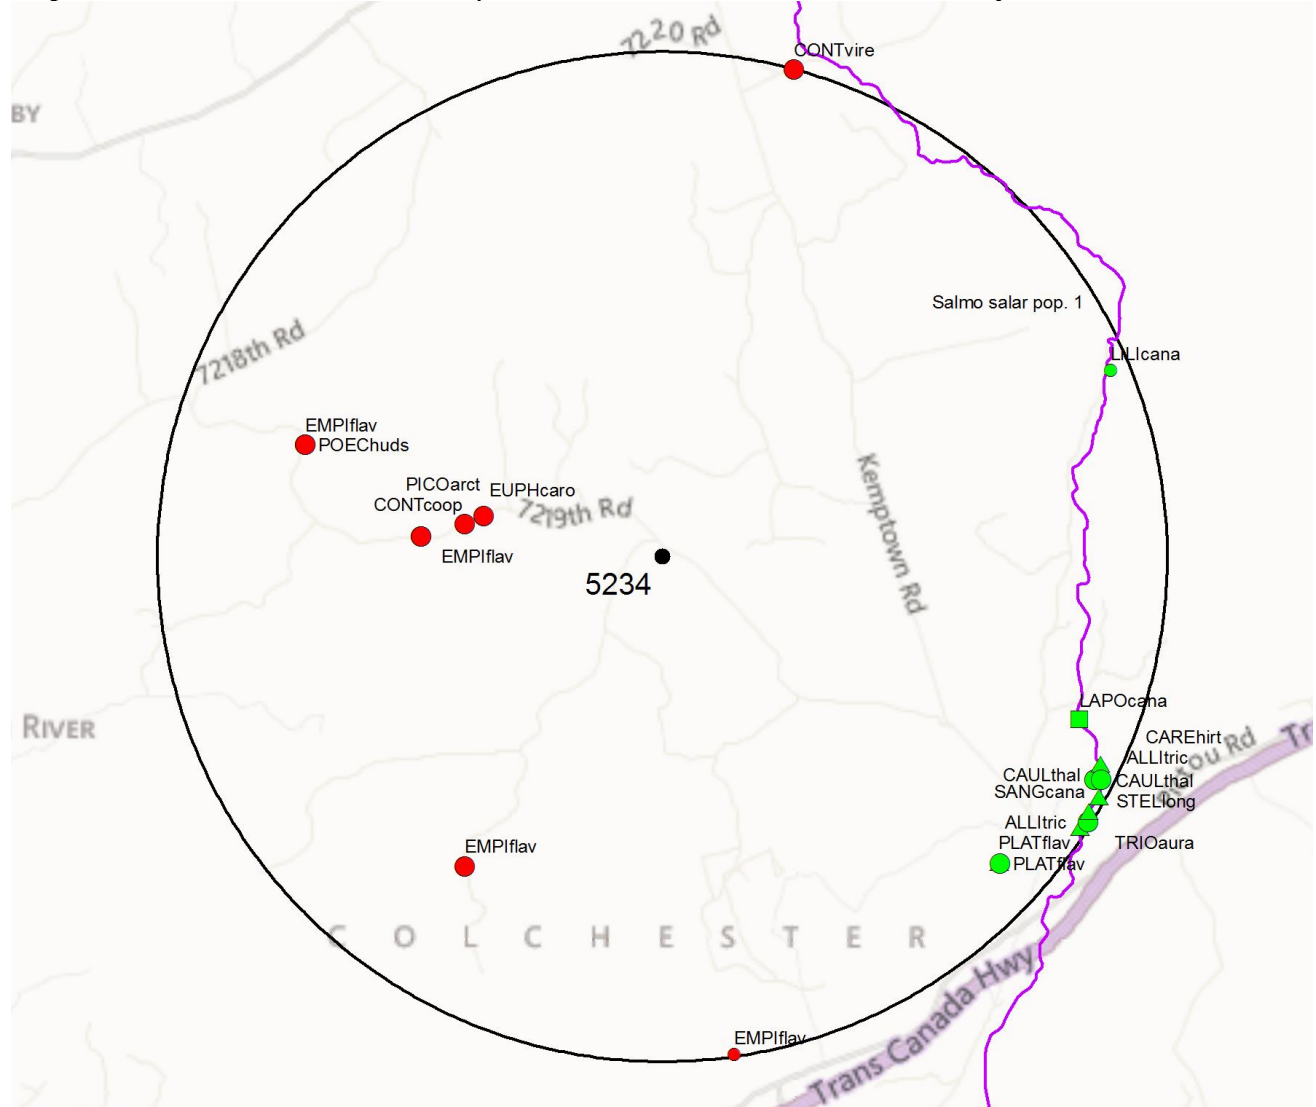 7220 Rd
CONTvire
BY
Salmo salar pop. 1
7218th Rd
LILIcana
EMPIflav
POEChuds
PICOarct
EUPHcaro
CONTcoop
7219th Rd
EMPIflav
Kemptown Rd
5234
LAPOcana
RIVER
CAREhirt
ALLItric
CAULthal
CAULthal
SANGcana
STELlong
ALLItric
PLATflav
TRIOaura
EMPIflav
PLATflav
COLCHESTER
Trans Canada Hwy
EMPIflav